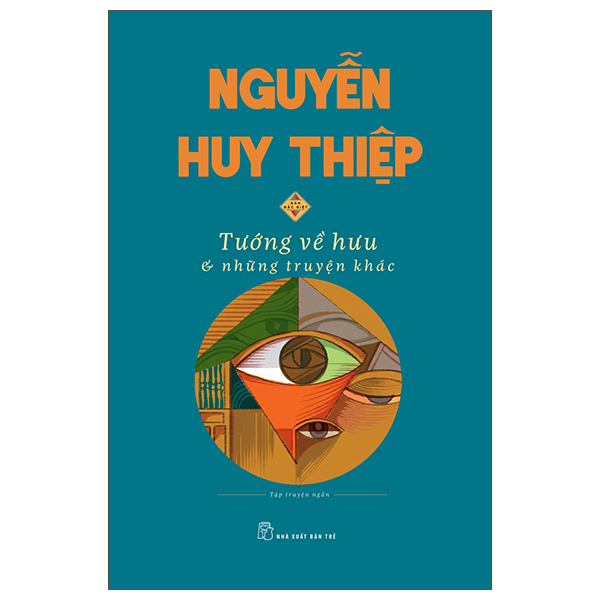 NGUYỄN
HUY THIỆP
BẢN
ĐẶC BIỆT
Tướng về hưu
& những truyện khác
Tập truyện ngắn
NHÀ XUẤT BẢN TRẺ